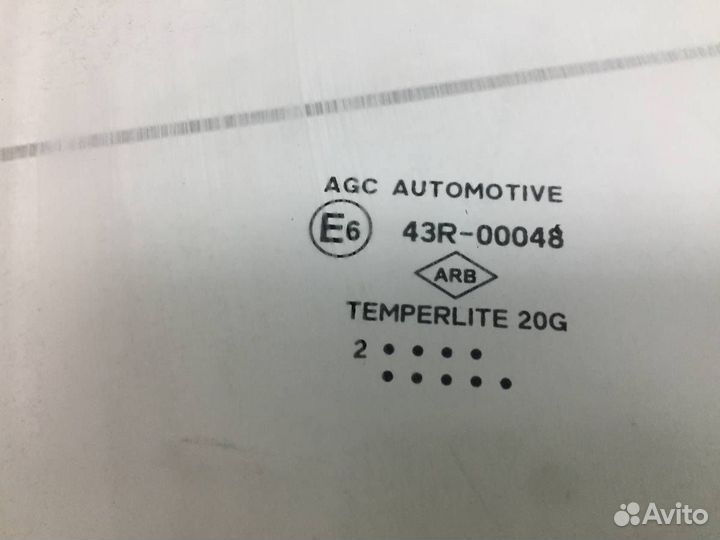 AGC AUTOMOTIVE
E6 43R-00048
ARB
TEMPERLITE 20G
2 • • • •
• • • • •
Avito